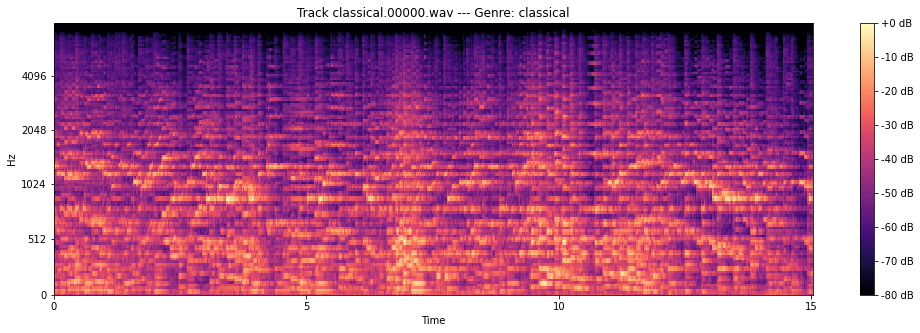 Track classical.00000.wav --- Genre: classical
Hz
4096
2048
1024
512
0
0
5
10
15
Time
+0 dB
-10 dB
-20 dB
-30 dB
-40 dB
-50 dB
-60 dB
-70 dB
-80 dB